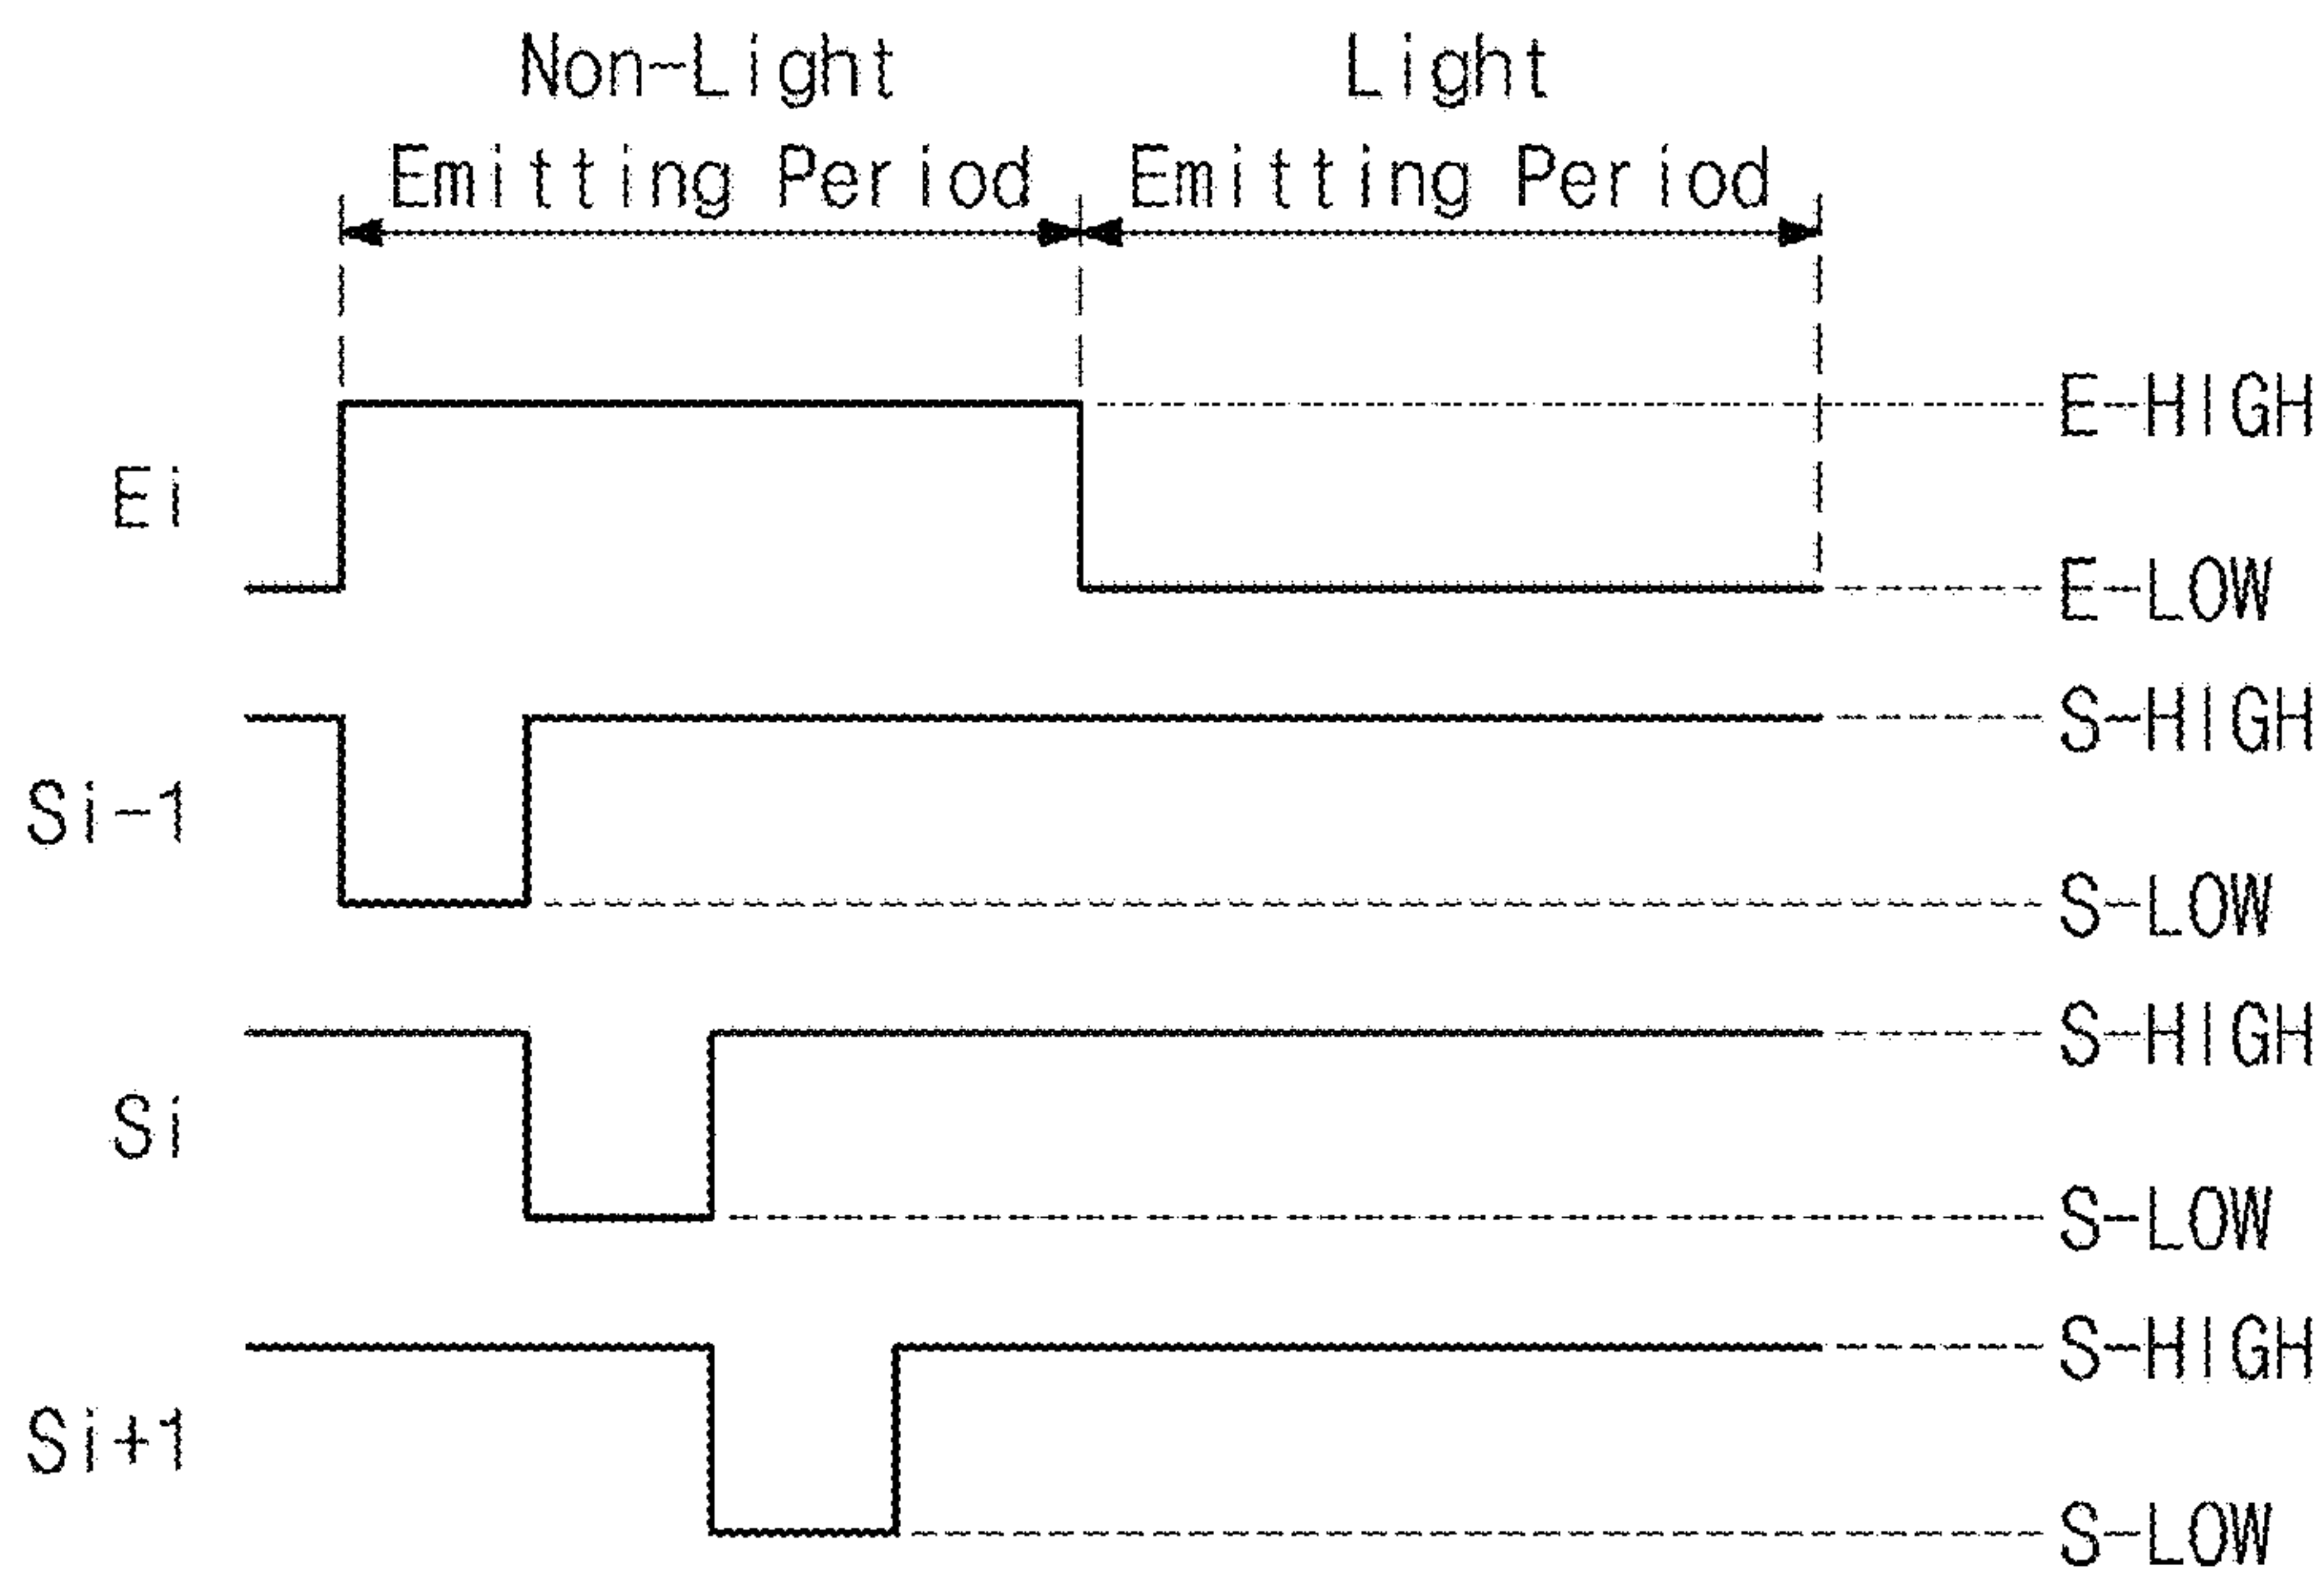 Non-Light
Emitting Period
Light
Emitting Period
Ei
E-HIGH
E-LOW
Si-1
S-HIGH
S-LOW
Si
S-HIGH
S-LOW
Si+1
S-HIGH
S-LOW